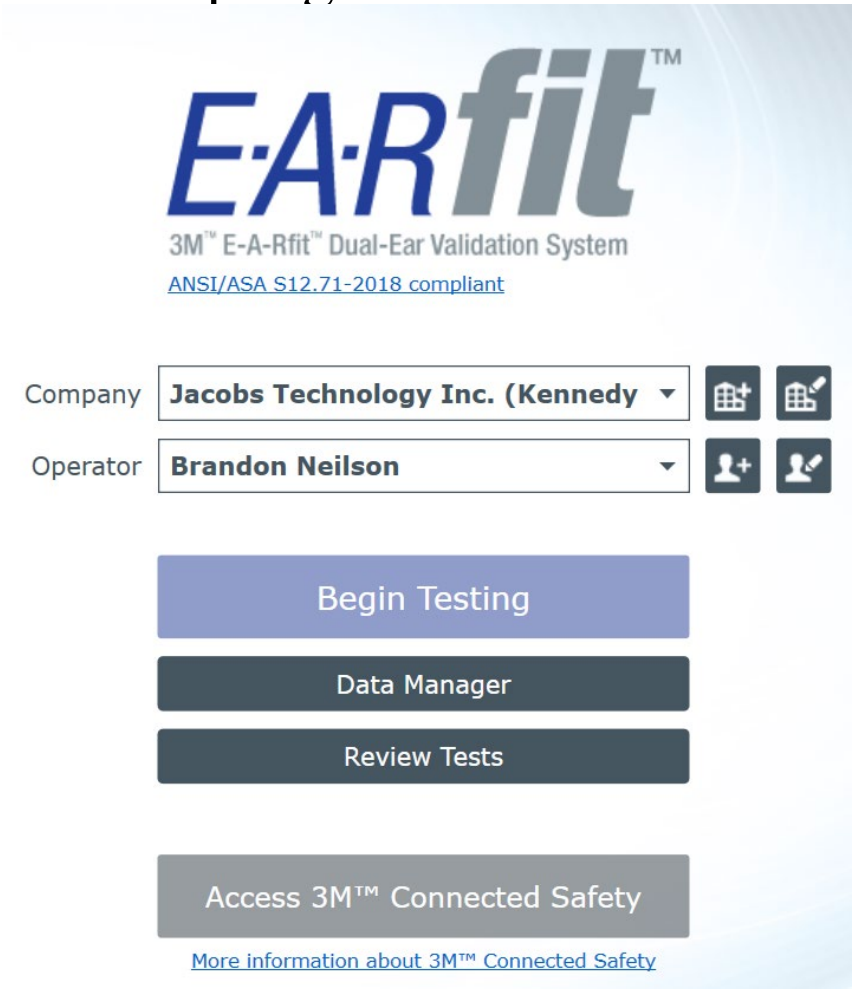 E·A·Rfit™
3M™ E-A-Rfit™ Dual-Ear Validation System
ANSI/ASA S12.71-2018 compliant
Company Jacobs Technology Inc. (Kennedy
Operator Brandon Neilson
Begin Testing
Data Manager
Review Tests
Access 3M™ Connected Safety
More information about 3M™ Connected Safety